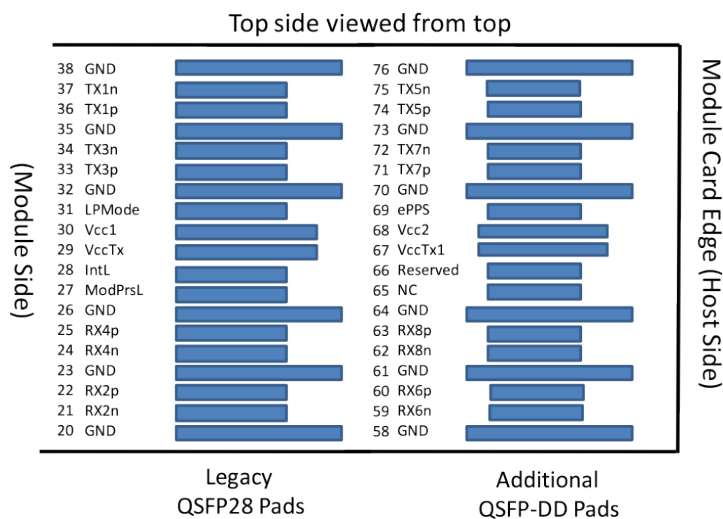 Top side viewed from top
38 GND 76 GND
37 TX1n 75 TX5n
36 TX1p 74 TX5p
35 GND 73 GND
34 TX3n 72 TX7n
33 TX3p 71 TX7p
32 GND 70 GND
31 LPMode 69 ePPS
30 Vcc1 68 Vcc2
29 VccTx 67 VccTx1
28 IntL 66 Reserved
27 ModPrsL 65 NC
26 GND 64 GND
25 RX4p 63 RX8p
24 RX4n 62 RX8n
23 GND 61 GND
22 RX2p 60 RX6p
21 RX2n 59 RX6n
20 GND 58 GND
(Module Side)
Module Card Edge (Host Side)
Legacy
QSFP28 Pads
Additional
QSFP-DD Pads